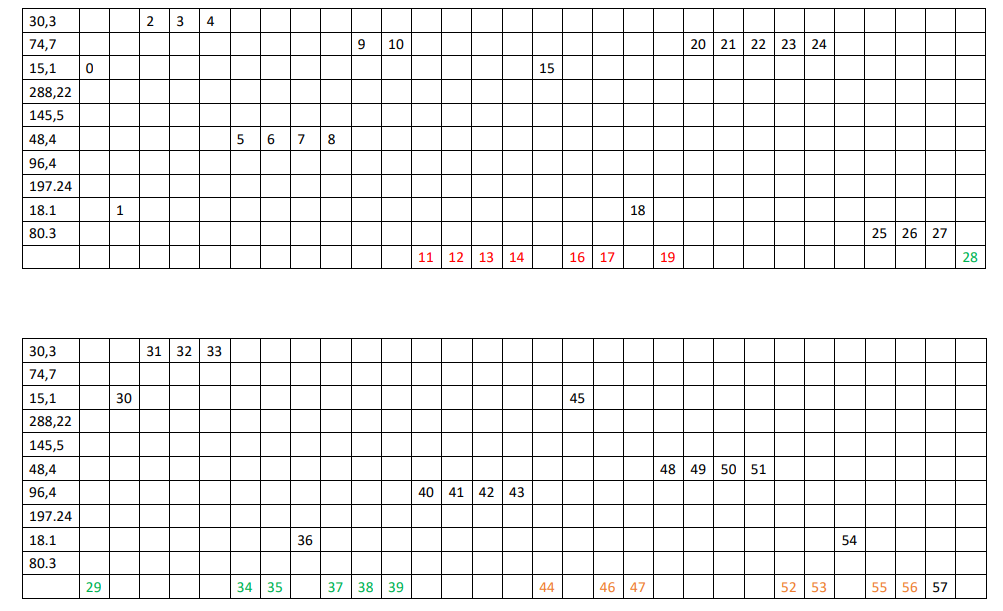 30,3 2 3 4
74,7 9 10 20 21 22 23 24
15,1 0 15
288,22
145,5
48,4 5 6 7 8
96,4
197.24
18.1 1 18
80.3 25 26 27
11 12 13 14 16 17 19 28
30,3 31 32 33
74,7
15,1 30 45
288,22
145,5
48,4 48 49 50 51
96,4 40 41 42 43
197.24
18.1 36 54
80.3
29 34 35 37 38 39 44 46 47 52 53 55 56 57